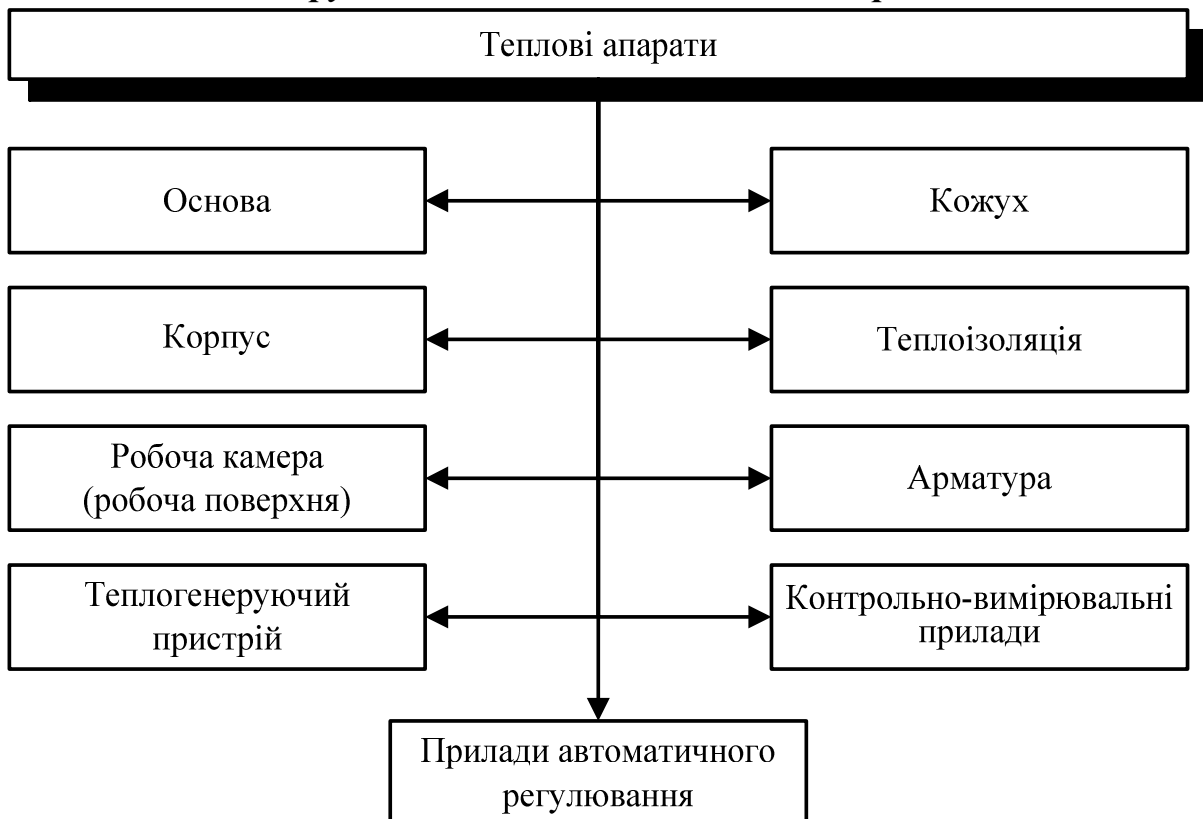 Теплові апарати
Основа
Кожух
Корпус
Теплоізоляція
Робоча камера
(робоча поверхня)
Арматура
Теплогенеруючий
пристрій
Контрольно-вимірювальні
прилади
Прилади автоматичного
регулювання